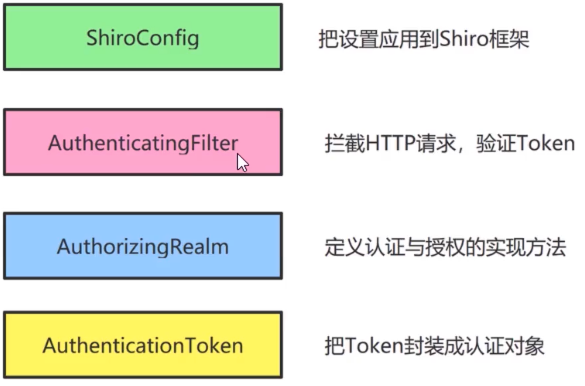 ShiroConfig 把设置应用到Shiro框架
AuthenticatingFilter 拦截HTTP请求，验证Token
AuthorizingRealm 定义认证与授权的实现方法
AuthenticationToken 把Token封装成认证对象